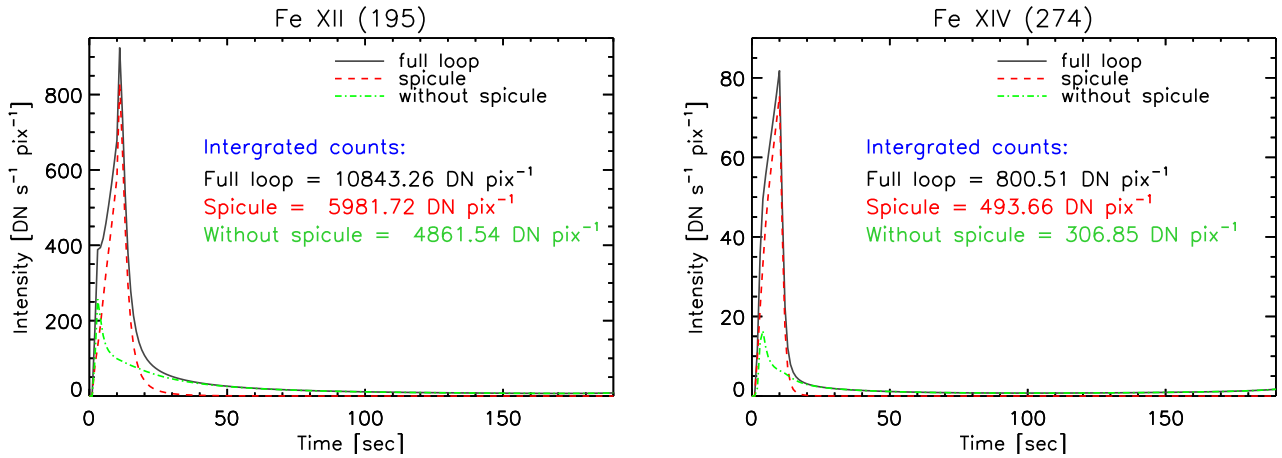 Fe XII (195)
Intensity [DN s⁻¹ pix⁻¹]
800
600
400
200
0
full loop
spicule
without spicule
Intergrated counts:
Full loop = 10843.26 DN pix⁻¹
Spicule =  5981.72 DN pix⁻¹
Without spicule =  4861.54 DN pix⁻¹
0
50
100
150
Time [sec]
Fe XIV (274)
Intensity [DN s⁻¹ pix⁻¹]
80
60
40
20
0
full loop
spicule
without spicule
Intergrated counts:
Full loop = 800.51 DN pix⁻¹
Spicule = 493.66 DN pix⁻¹
Without spicule = 306.85 DN pix⁻¹
0
50
100
150
Time [sec]